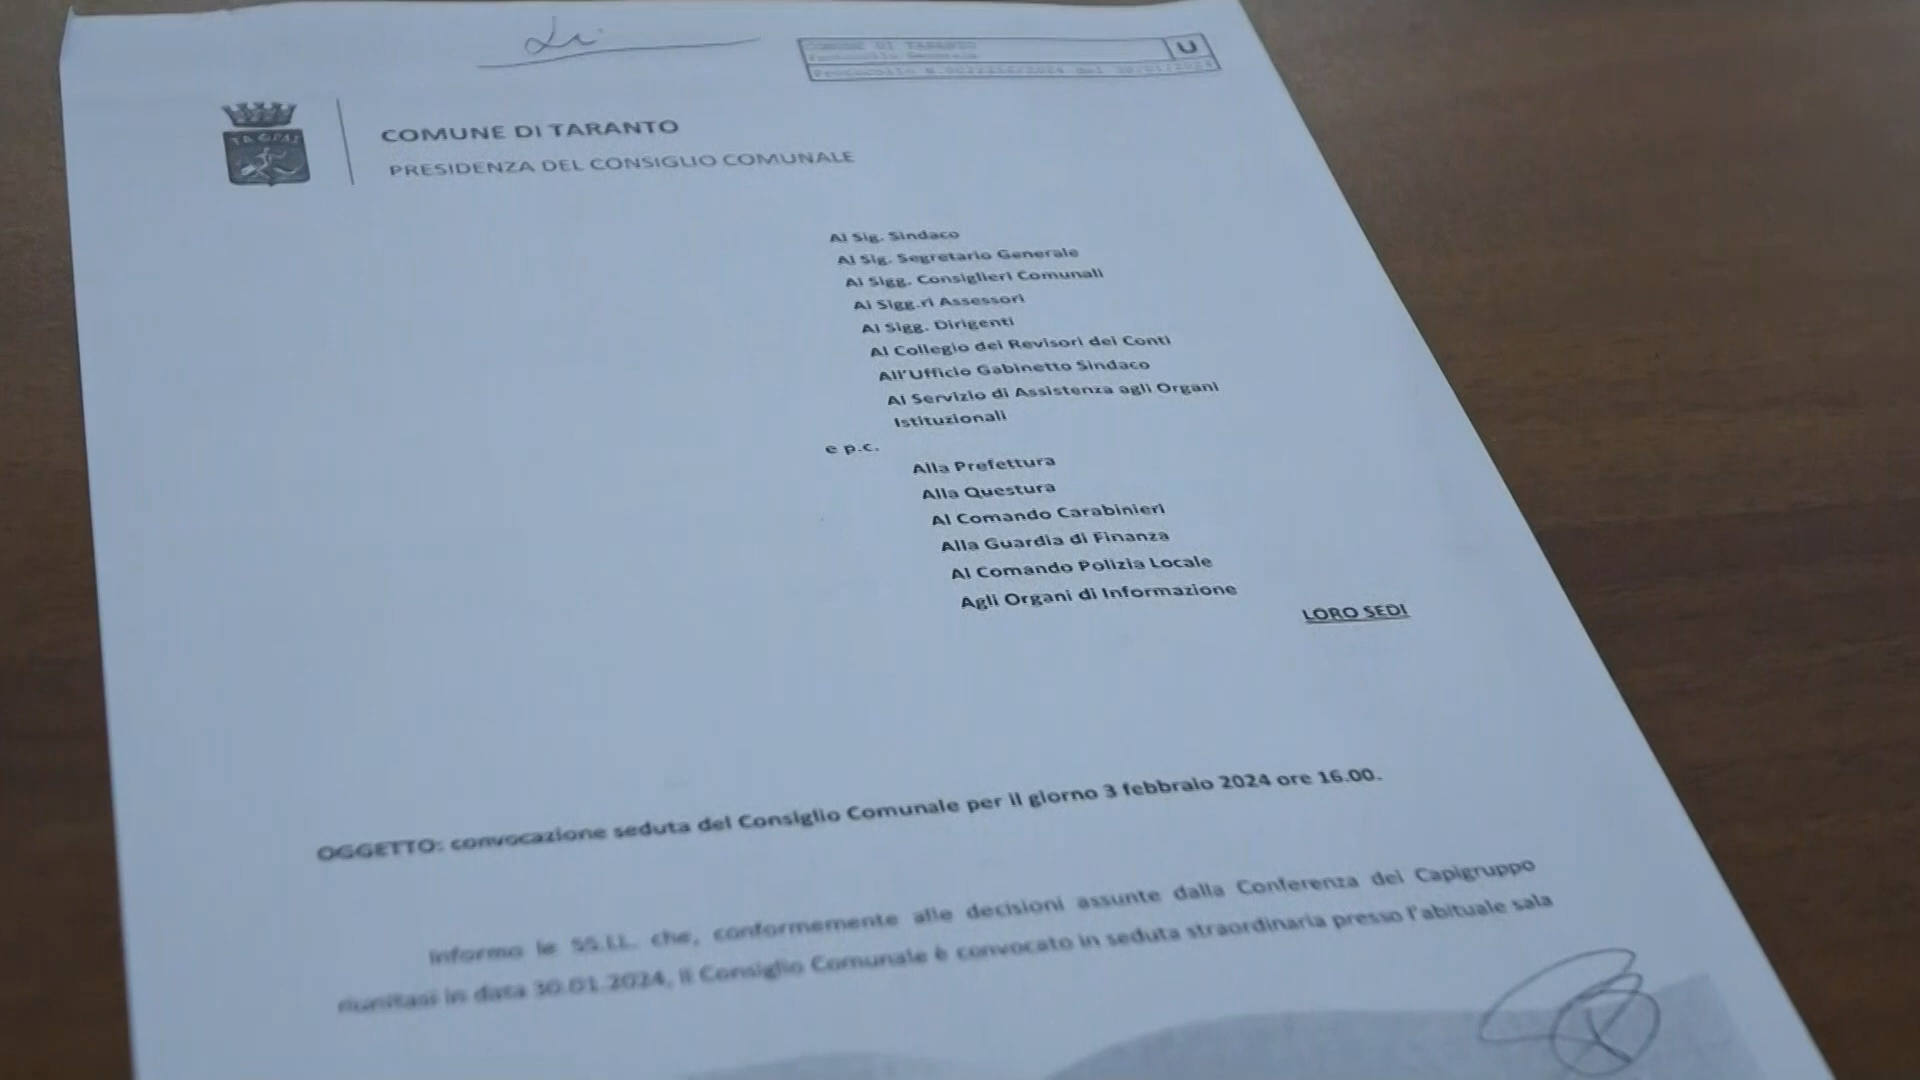 COMUNE DI TARANTO
Protocollo Generale
U
COMUNE DI TARANTO
PRESIDENZA DEL CONSIGLIO COMUNALE
Al Sig. Sindaco
Al Sig. Segretario Generale
Ai Sigg. Consiglieri Comunali
Ai Sigg.ri Assessori
Ai Sigg. Dirigenti
Al Collegio dei Revisori dei Conti
All'Ufficio Gabinetto Sindaco
Al Servizio di Assistenza agli Organi
Istituzionali
e p.c.
Alla Prefettura
Alla Questura
Al Comando Carabinieri
Alla Guardia di Finanza
Al Comando Polizia Locale
Agli Organi di Informazione
LORO SEDI
OGGETTO: convocazione seduta del Consiglio Comunale per il giorno 3 febbraio 2024 ore 16.00.
Informo le SS.LL. che, conformemente alle decisioni assunte dalla Conferenza dei Capigruppo
riunitasi in data 30.01.2024, il Consiglio Comunale è convocato in seduta straordinaria presso l'abituale sala